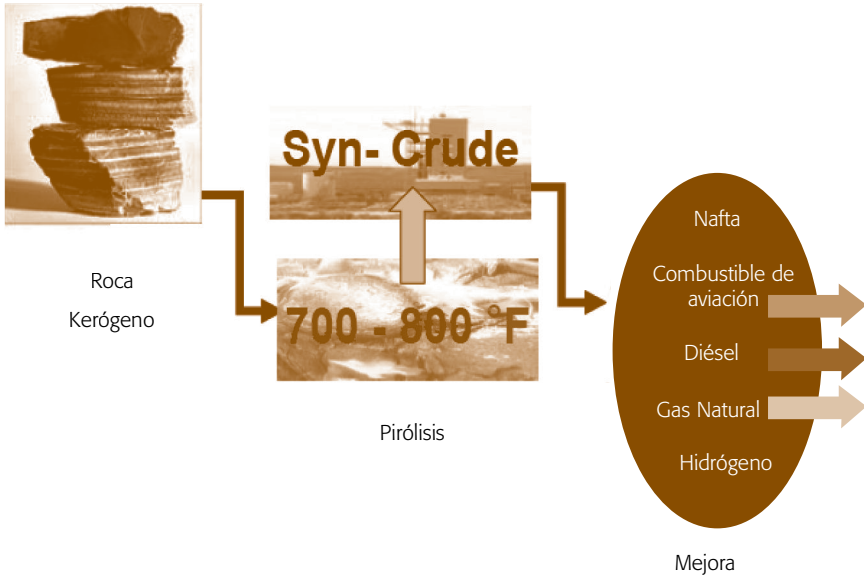 Roca
Kerógeno
Syn- Crude
700 - 800 °F
Pirólisis
Nafta
Combustible de
aviación
Diésel
Gas Natural
Hidrógeno
Mejora